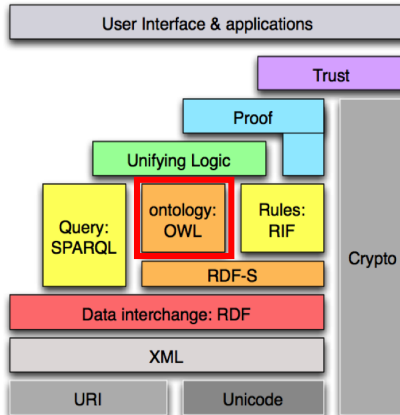 User Interface & applications
Trust
Proof
Unifying Logic
Query:
SPARQL
ontology:
OWL
Rules:
RIF
Crypto
RDF-S
Data interchange: RDF
XML
URI
Unicode